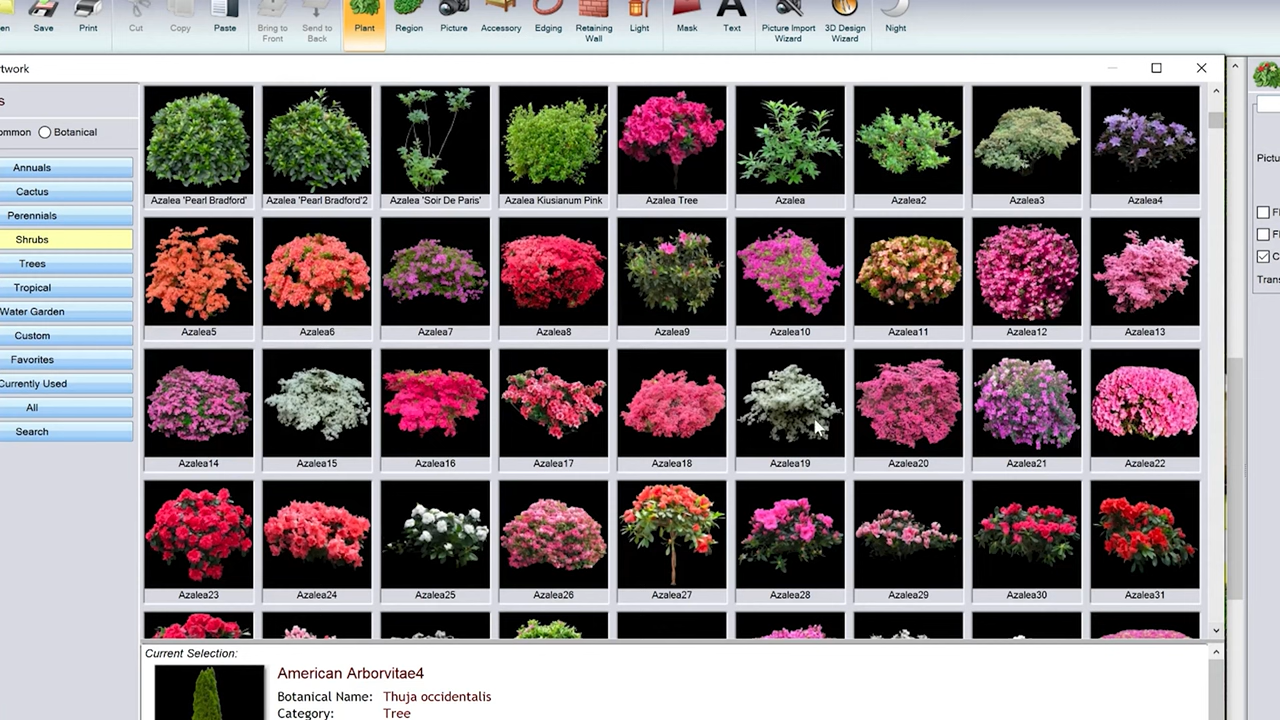 en Save Print Cut Copy Paste Bring to Front Send to Back Plant Region Picture Accessory Edging Retaining Wall Light Mask Text Picture Import Wizard 3D Design Wizard Night
rtwork
s
ommon Botanical
Annuals
Cactus
Perennials
Shrubs
Trees
Tropical
Water Garden
Custom
Favorites
Currently Used
All
Search
Azalea 'Pearl Bradford' Azalea 'Pearl Bradford'2 Azalea 'Soir De Paris' Azalea Kiusianum Pink Azalea Tree Azalea Azalea2 Azalea3 Azalea4
Azalea5 Azalea6 Azalea7 Azalea8 Azalea9 Azalea10 Azalea11 Azalea12 Azalea13
Azalea14 Azalea15 Azalea16 Azalea17 Azalea18 Azalea19 Azalea20 Azalea21 Azalea22
Azalea23 Azalea24 Azalea25 Azalea26 Azalea27 Azalea28 Azalea29 Azalea30 Azalea31
Current Selection:
American Arborvitae4
Botanical Name: Thuja occidentalis
Category: Tree
Pictu
Fl
Fl
C
Trans